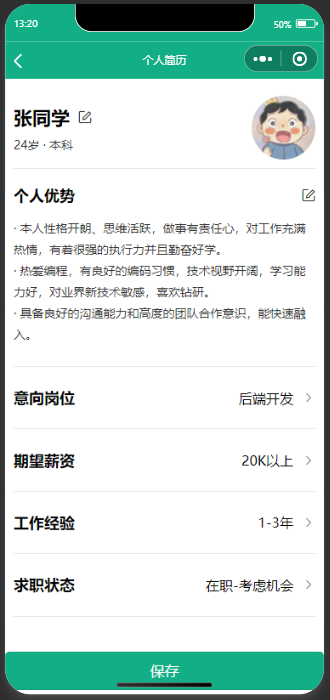 13:20
50%
个人简历
张同学
24岁 · 本科
个人优势
· 本人性格开朗、思维活跃，做事有责任心，对工作充满
热情，有着很强的执行力并且勤奋好学。
· 热爱编程，有良好的编码习惯，技术视野开阔，学习能
力好，对业界新技术敏感，喜欢钻研。
· 具备良好的沟通能力和高度的团队合作意识，能快速融
入。
意向岗位 后端开发
期望薪资 20K以上
工作经验 1-3年
求职状态 在职-考虑机会
保存